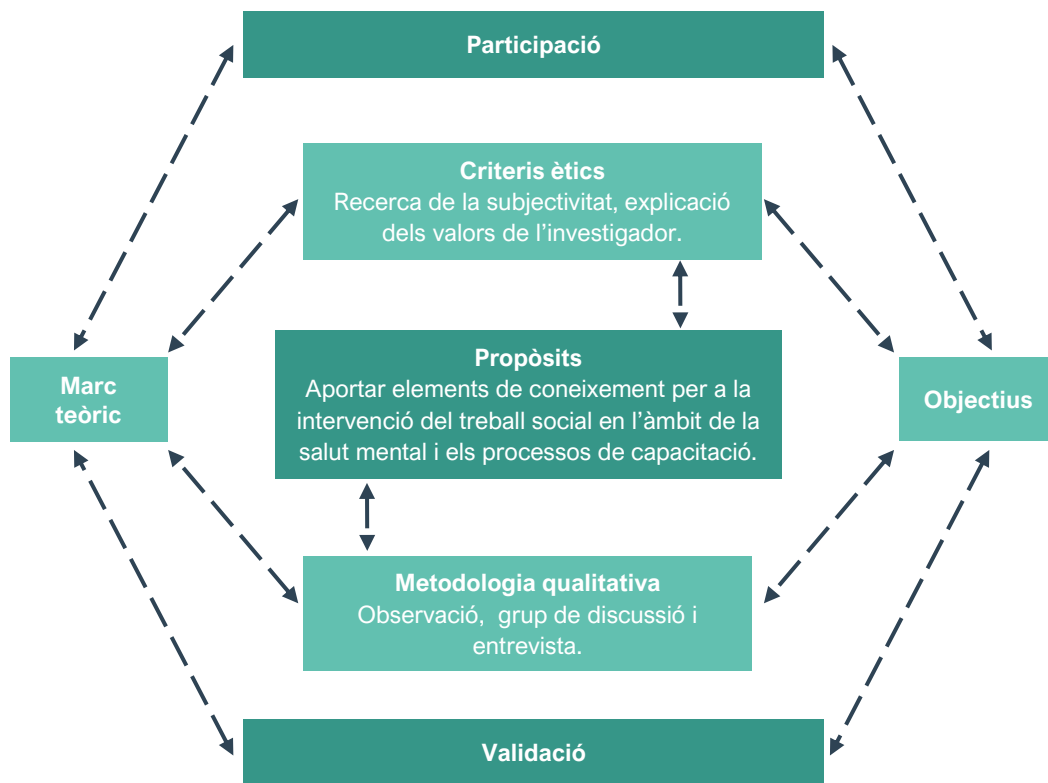 Participació
Criteris ètics
Recerca de la subjectivitat, explicació
dels valors de l’investigador.
Propòsits
Aportar elements de coneixement per a la
intervenció del treball social en l’àmbit de la
salut mental i els processos de capacitació.
Marc
teòric
Objectius
Metodologia qualitativa
Observació,  grup de discussió i
entrevista.
Validació